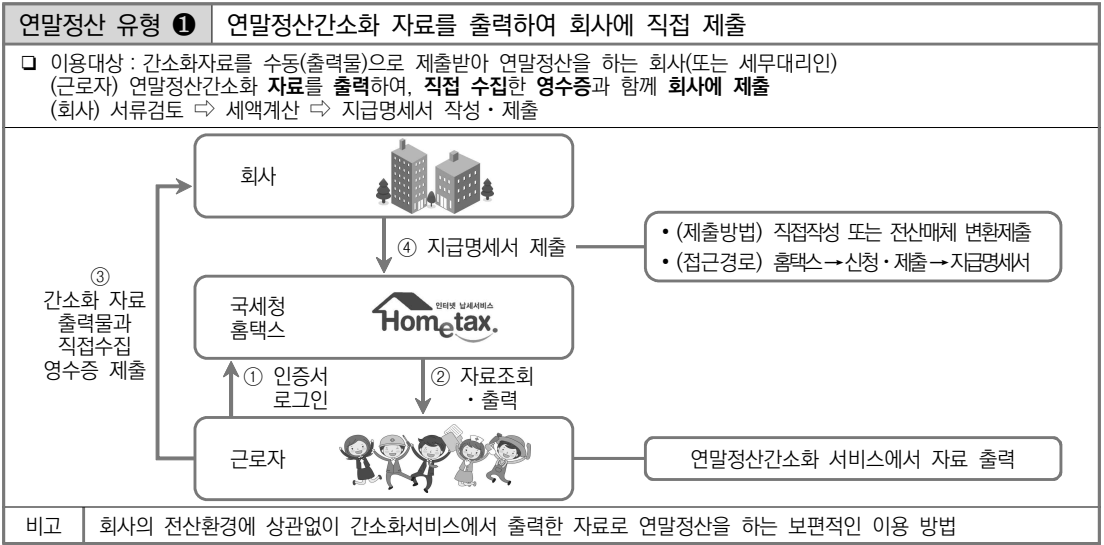 연말정산 유형 ❶ 연말정산간소화 자료를 출력하여 회사에 직접 제출
❑ 이용대상 : 간소화자료를 수동(출력물)으로 제출받아 연말정산을 하는 회사(또는 세무대리인)
(근로자) 연말정산간소화 자료를 출력하여, 직접 수집한 영수증과 함께 회사에 제출
(회사) 서류검토 ⇨ 세액계산 ⇨ 지급명세서 작성・제출
회사
④ 지급명세서 제출
• (제출방법) 직접작성 또는 전산매체 변환제출
• (접근경로) 홈택스→신청・제출→지급명세서
③
간소화 자료
출력물과
직접수집
영수증 제출
국세청
홈택스
인터넷 납세서비스
Hometax.
① 인증서
로그인
② 자료조회
・출력
근로자
연말정산간소화 서비스에서 자료 출력
비고 회사의 전산환경에 상관없이 간소화서비스에서 출력한 자료로 연말정산을 하는 보편적인 이용 방법